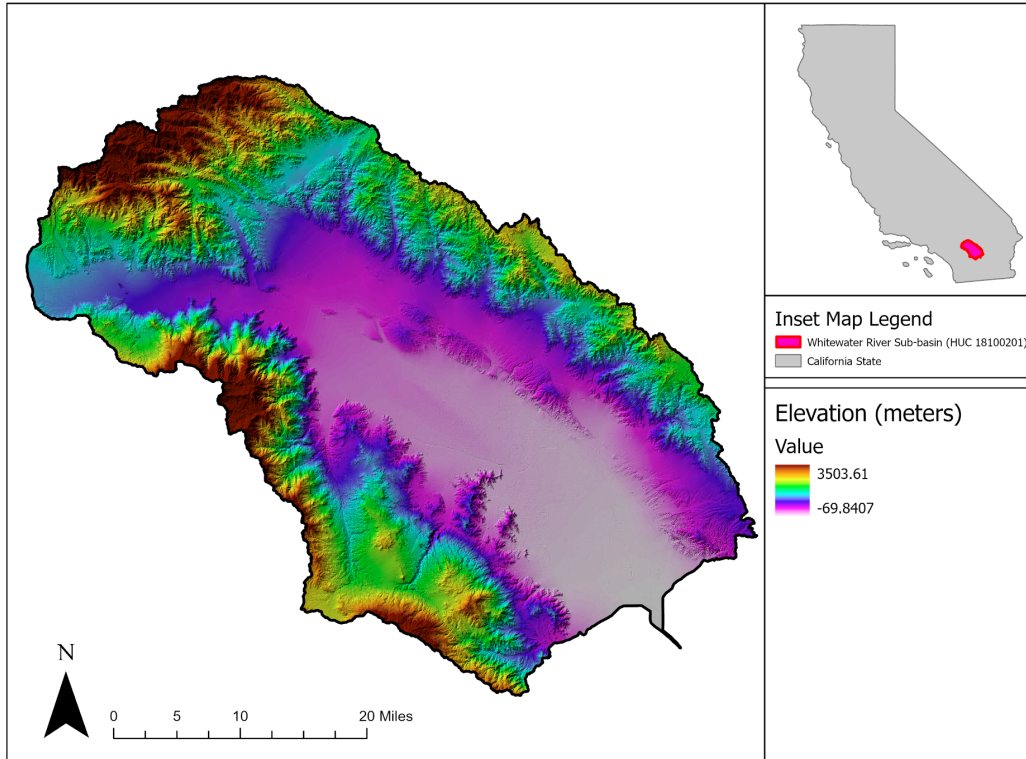 Inset Map Legend
Whitewater River Sub-basin (HUC 18100201)
California State
Elevation (meters)
Value
3503.61
-69.8407
N
0 5 10 20 Miles